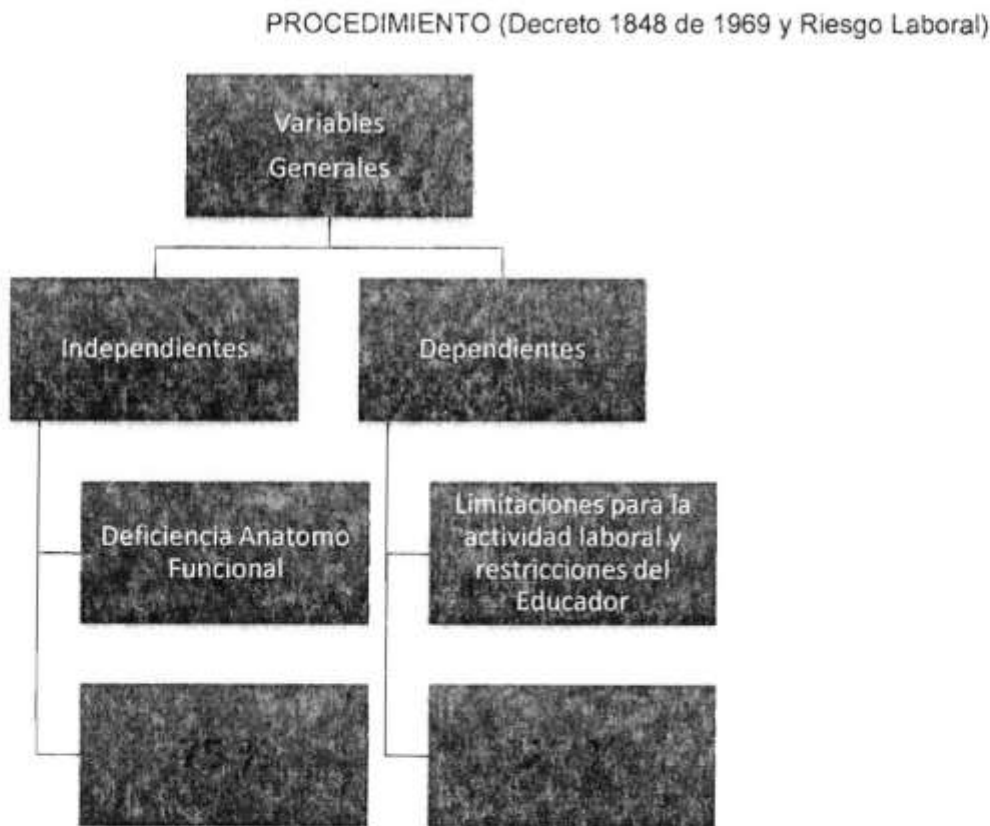 PROCEDIMIENTO (Decreto 1848 de 1969 y Riesgo Laboral)
Variables
Generales
Independientes
Dependientes
Deficiencia Anatomo
Funcional
Limitaciones para la
actividad laboral y
restricciones del
Educador